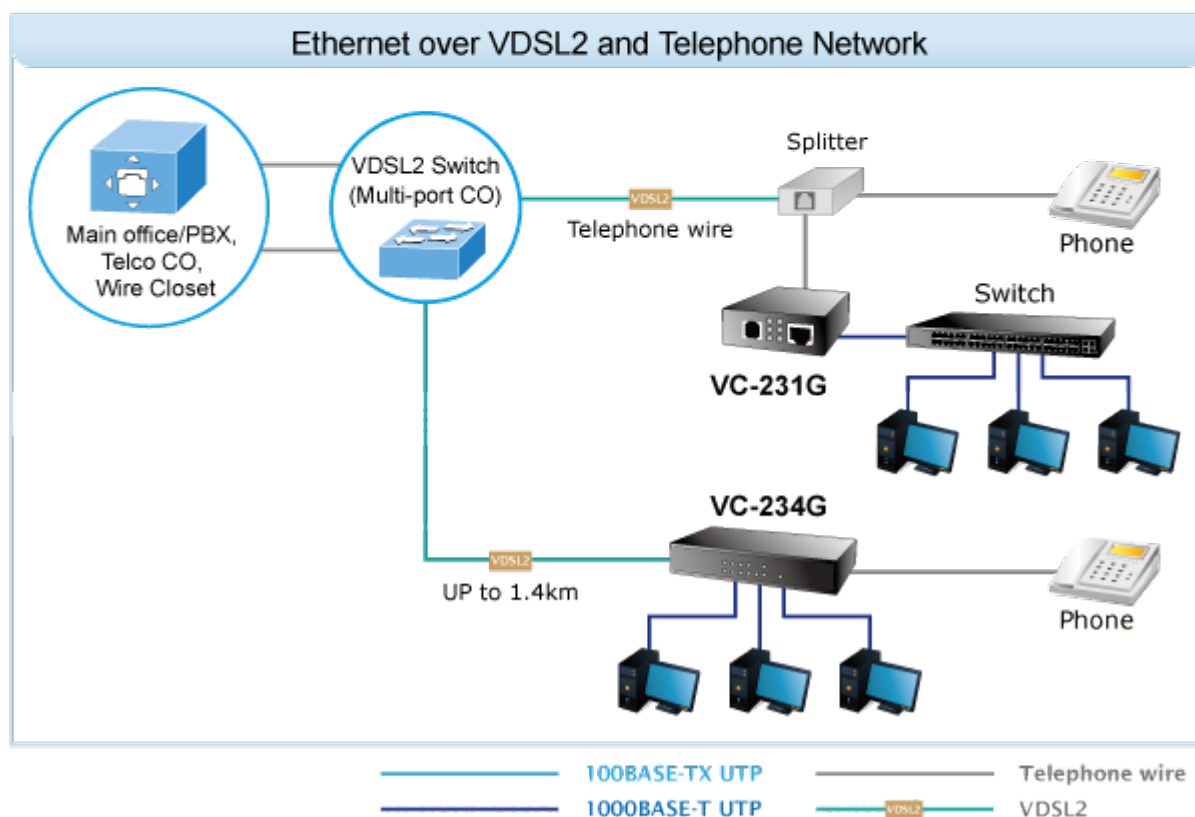 Ethernet over VDSL2 and Telephone Network
Main office/PBX,
Telco CO,
Wire Closet
VDSL2 Switch
(Multi-port CO)
VDSL2
Telephone wire
Splitter
Phone
VC-231G
Switch
VC-234G
VDSL2
UP to 1.4km
Phone
100BASE-TX UTP
Telephone wire
1000BASE-T UTP
VDSL2
VDSL2